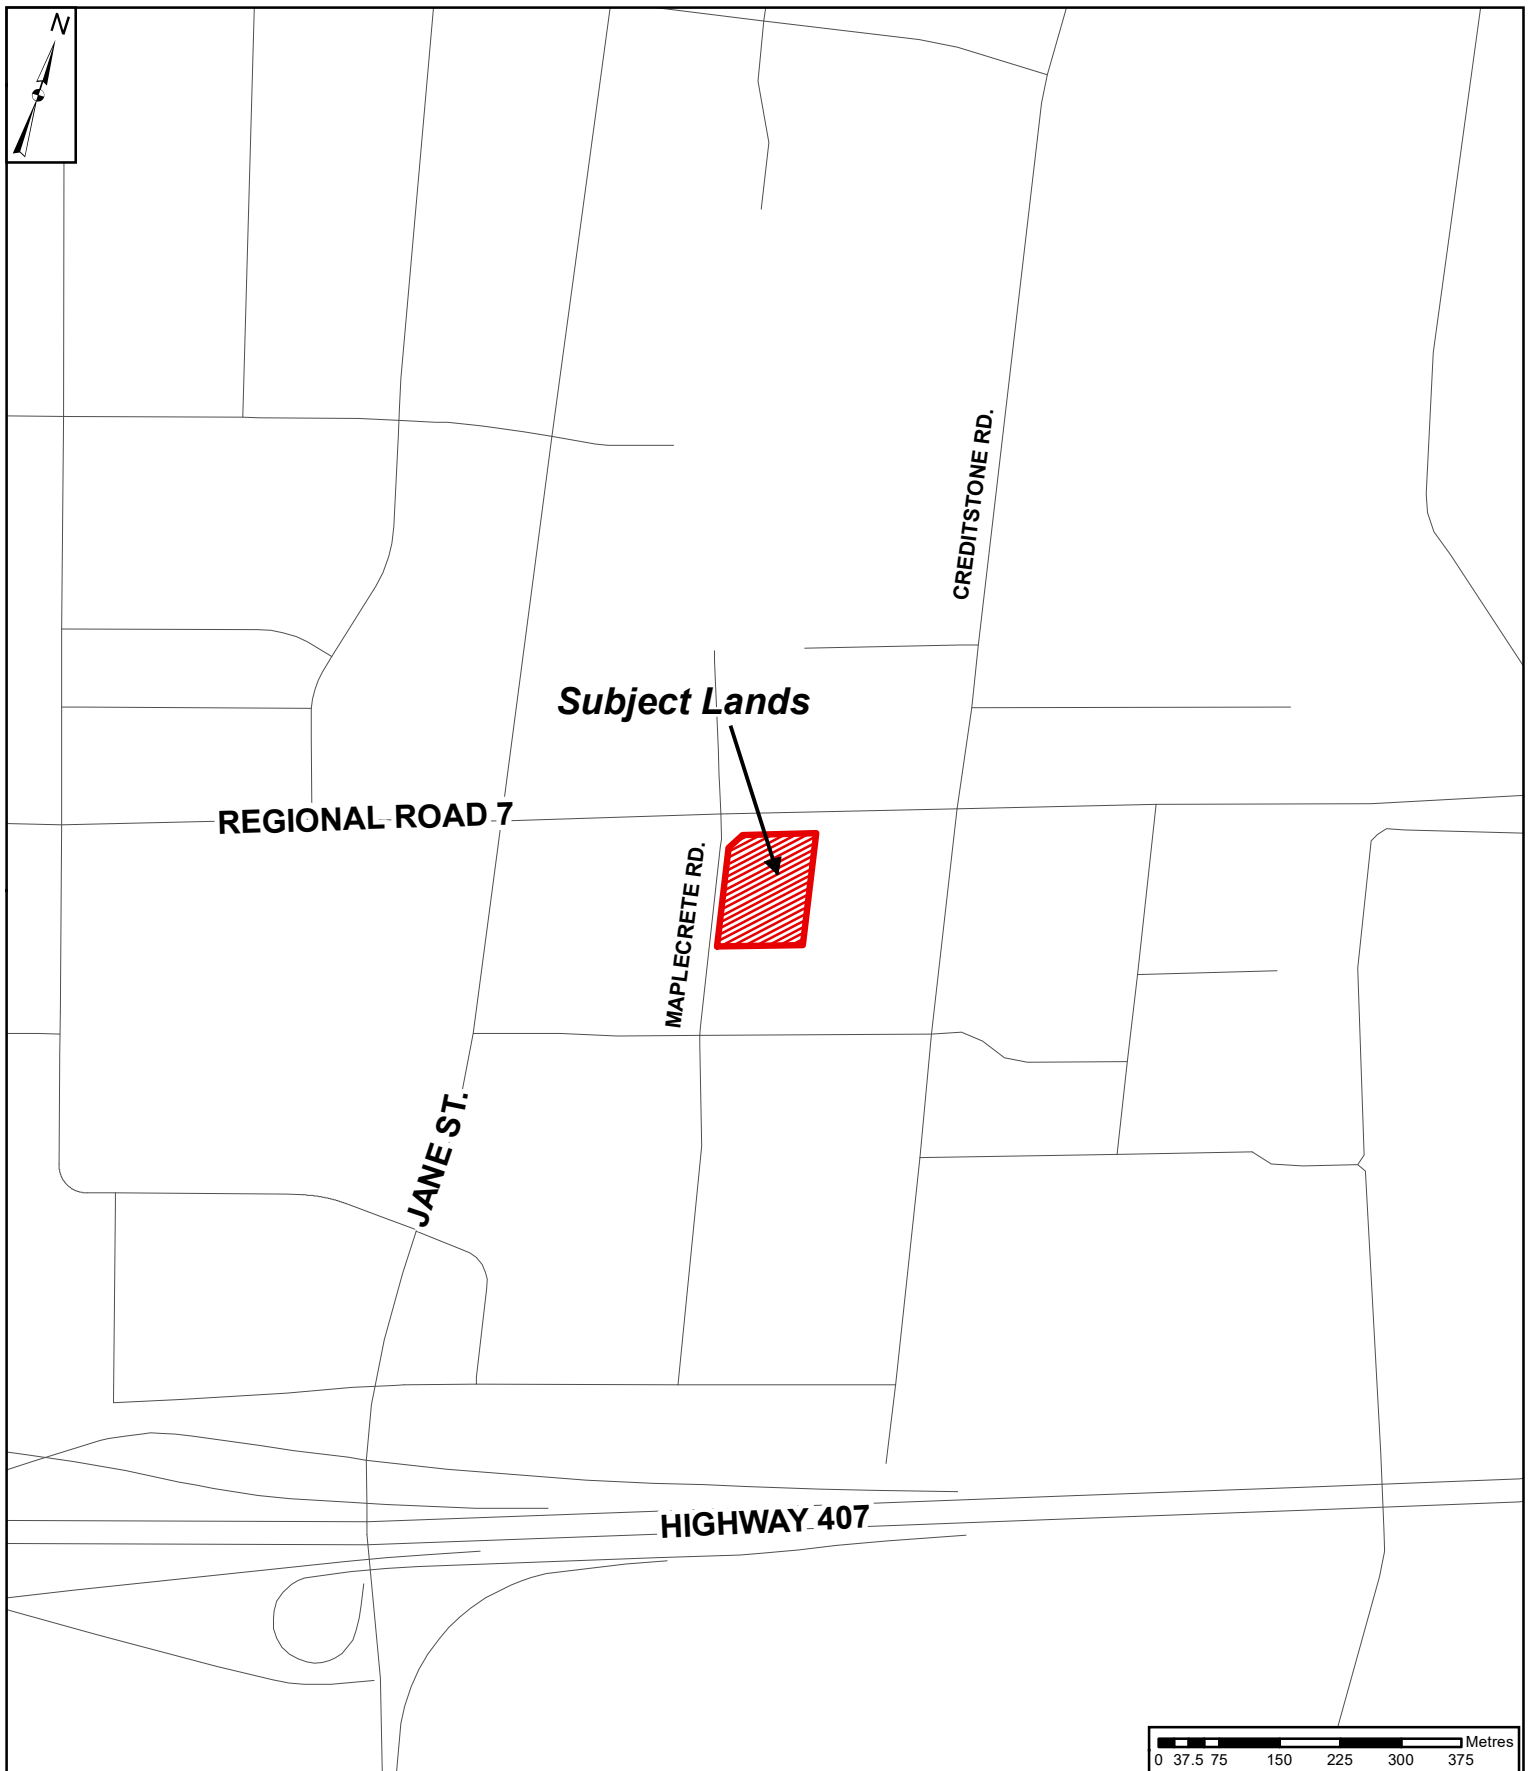 N
CREDITSTONE RD.
Subject Lands
REGIONAL ROAD 7
MAPLECRETE RD.
JANE ST.
HIGHWAY 407
Metres
0 37.5 75 150 225 300 375